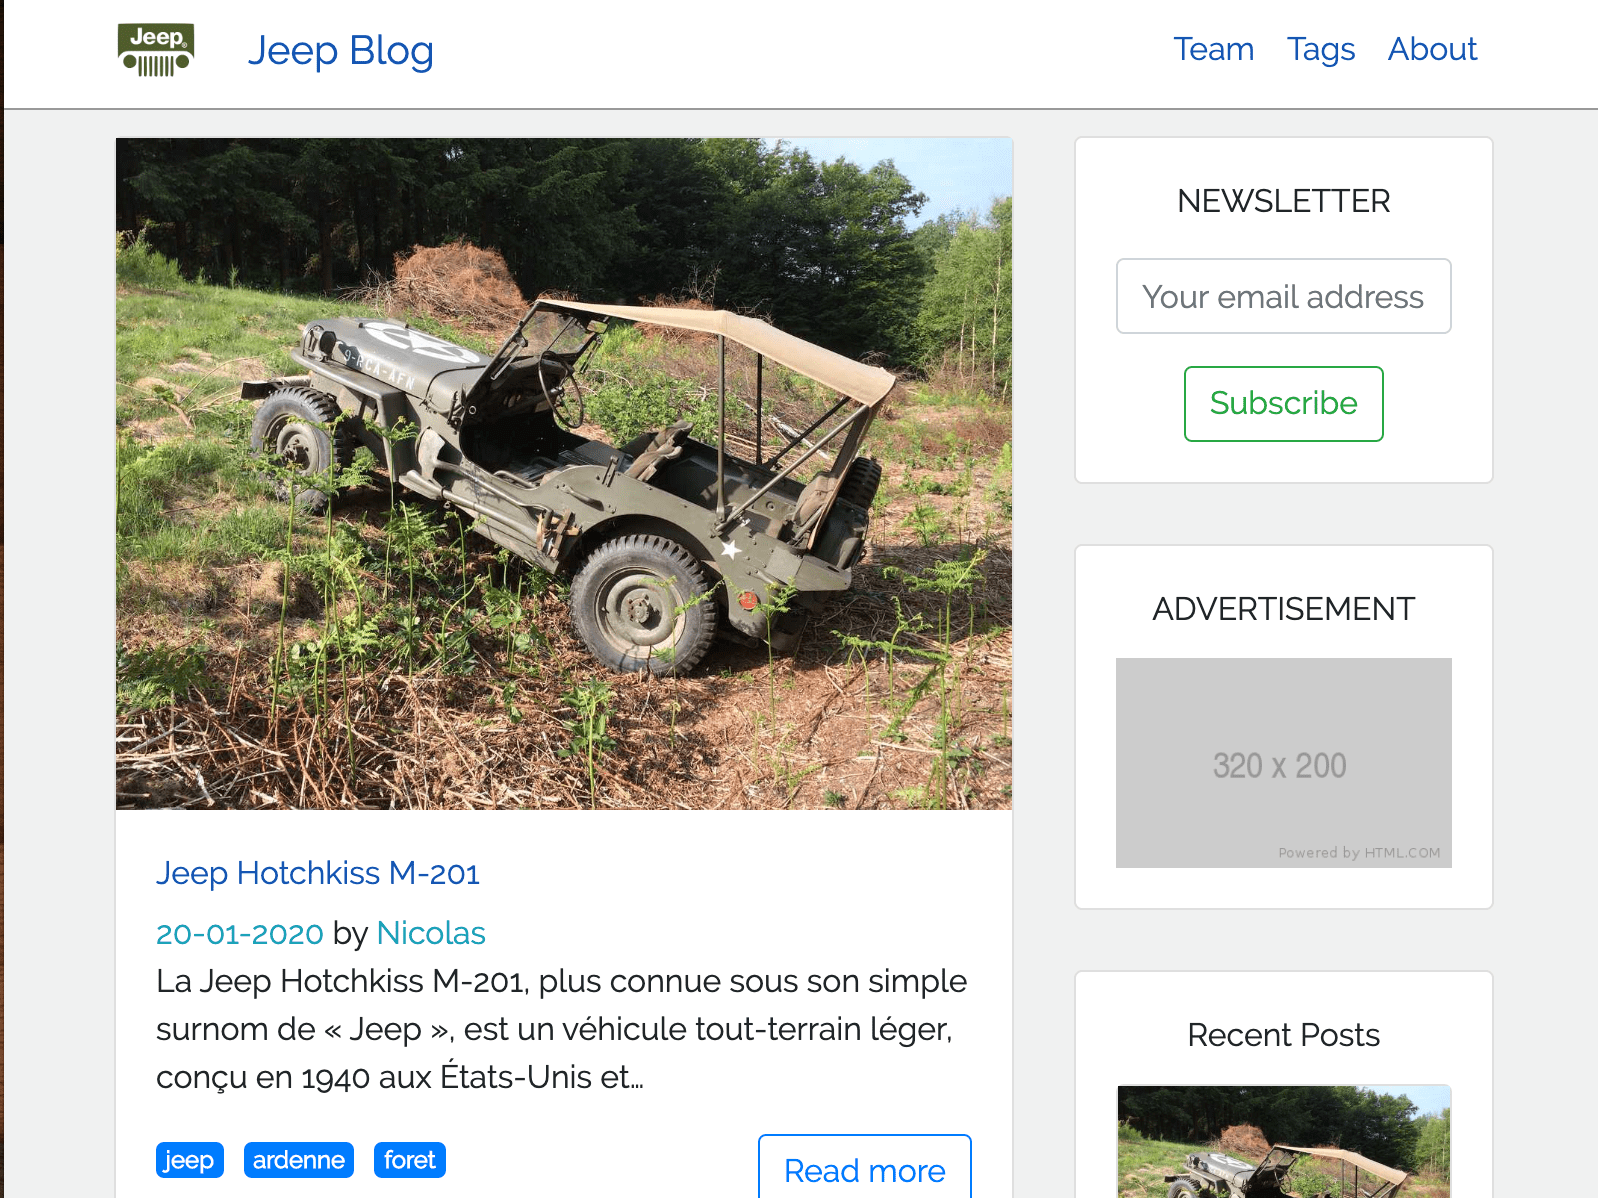 Jeep
Jeep Blog
Team Tags About
9-RCA-AFN
Jeep Hotchkiss M-201
20-01-2020 by Nicolas
La Jeep Hotchkiss M-201, plus connue sous son simple
surnom de « Jeep », est un véhicule tout-terrain léger,
conçu en 1940 aux États-Unis et…
jeep ardenne foret
Read more
NEWSLETTER
Your email address
Subscribe
ADVERTISEMENT
320 x 200
Powered by HTML.COM
Recent Posts